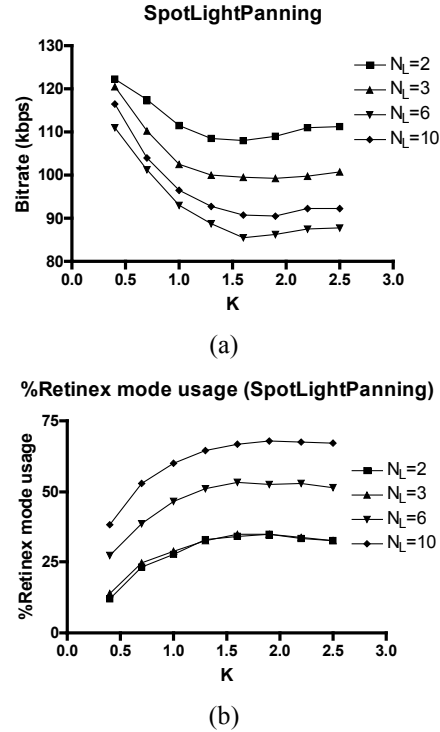 SpotLightPanning
Bitrate (kbps)
130
120
110
100
90
80
0.0 0.5 1.0 1.5 2.0 2.5 3.0
K
N_L=2
N_L=3
N_L=6
N_L=10
(a)
%Retinex mode usage (SpotLightPanning)
%Retinex mode usage
75
50
25
0
0.0 0.5 1.0 1.5 2.0 2.5 3.0
K
N_L=2
N_L=3
N_L=6
N_L=10
(b)